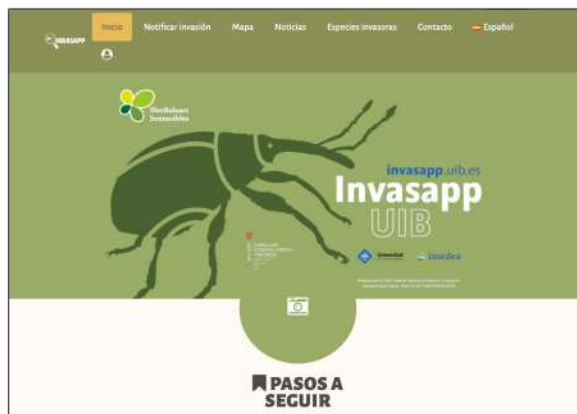 INVASAPP
Inicio Notificar invasión Mapa Noticias Especies invasoras Contacto Español
Illes Balears
Sostenibles
invasapp.uib.es
Invasapp
UIB
Universitat
imedea
PASOS A
SEGUIR